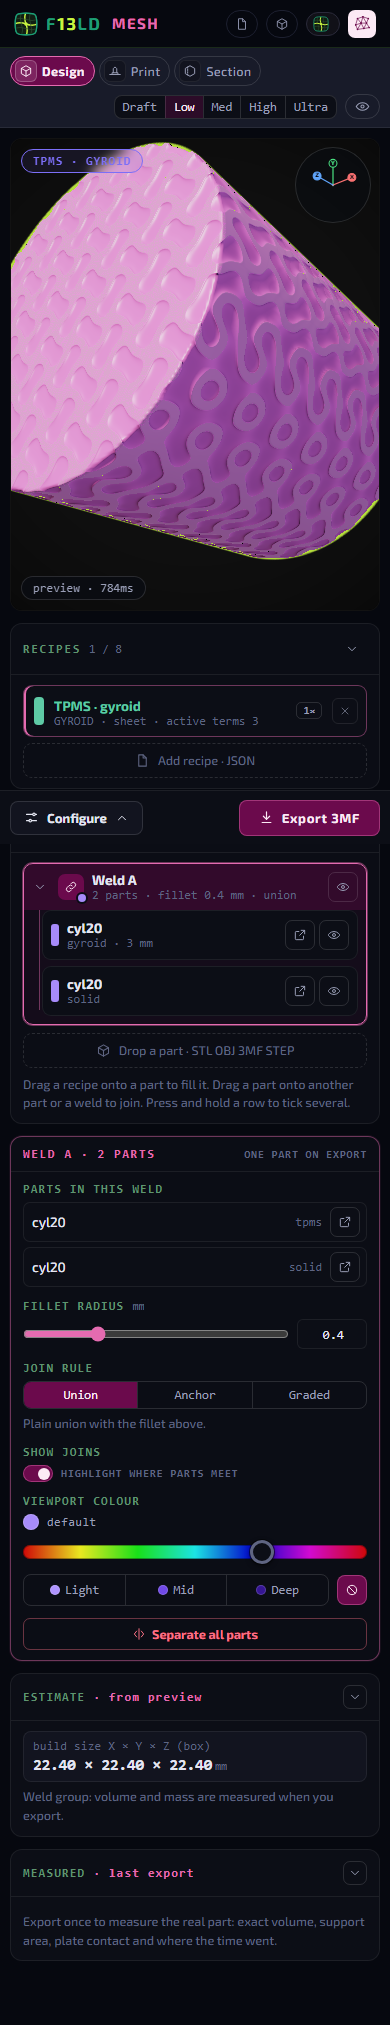 F13LD MESH
Design
Print
Section
Draft
Low
Med
High
Ultra
TPMS · GYROID
Y
Z
X
preview · 784ms
RECIPES 1 / 8
TPMS · gyroid
GYROID · sheet · active terms 3
1×
Add recipe · JSON
Configure
Export 3MF
Weld A
2 parts · fillet 0.4 mm · union
cyl20
gyroid · 3 mm
cyl20
solid
Drop a part · STL OBJ 3MF STEP
Drag a recipe onto a part to fill it. Drag a part onto another
part or a weld to join. Press and hold a row to tick several.
WELD A · 2 PARTS
ONE PART ON EXPORT
PARTS IN THIS WELD
cyl20
tpms
cyl20
solid
FILLET RADIUS mm
0.4
JOIN RULE
Union
Anchor
Graded
Plain union with the fillet above.
SHOW JOINS
HIGHLIGHT WHERE PARTS MEET
VIEWPORT COLOUR
default
Light
Mid
Deep
Separate all parts
ESTIMATE · from preview
build size X × Y × Z (box)
22.40 × 22.40 × 22.40 mm
Weld group: volume and mass are measured when you
export.
MEASURED · last export
Export once to measure the real part: exact volume, support
area, plate contact and where the time went.